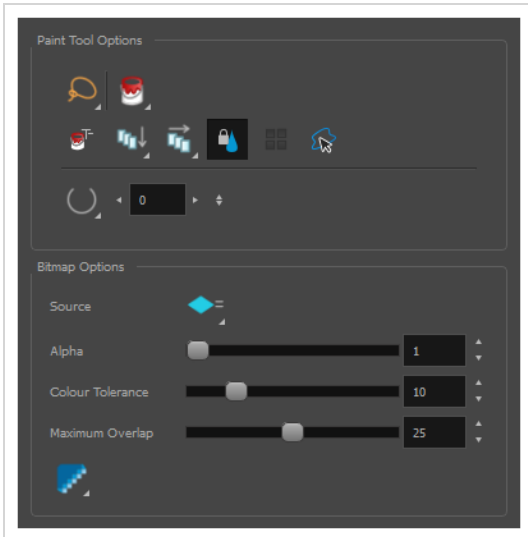 Paint Tool Options
0
Bitmap Options
Source
Alpha 1
Colour Tolerance 10
Maximum Overlap 25